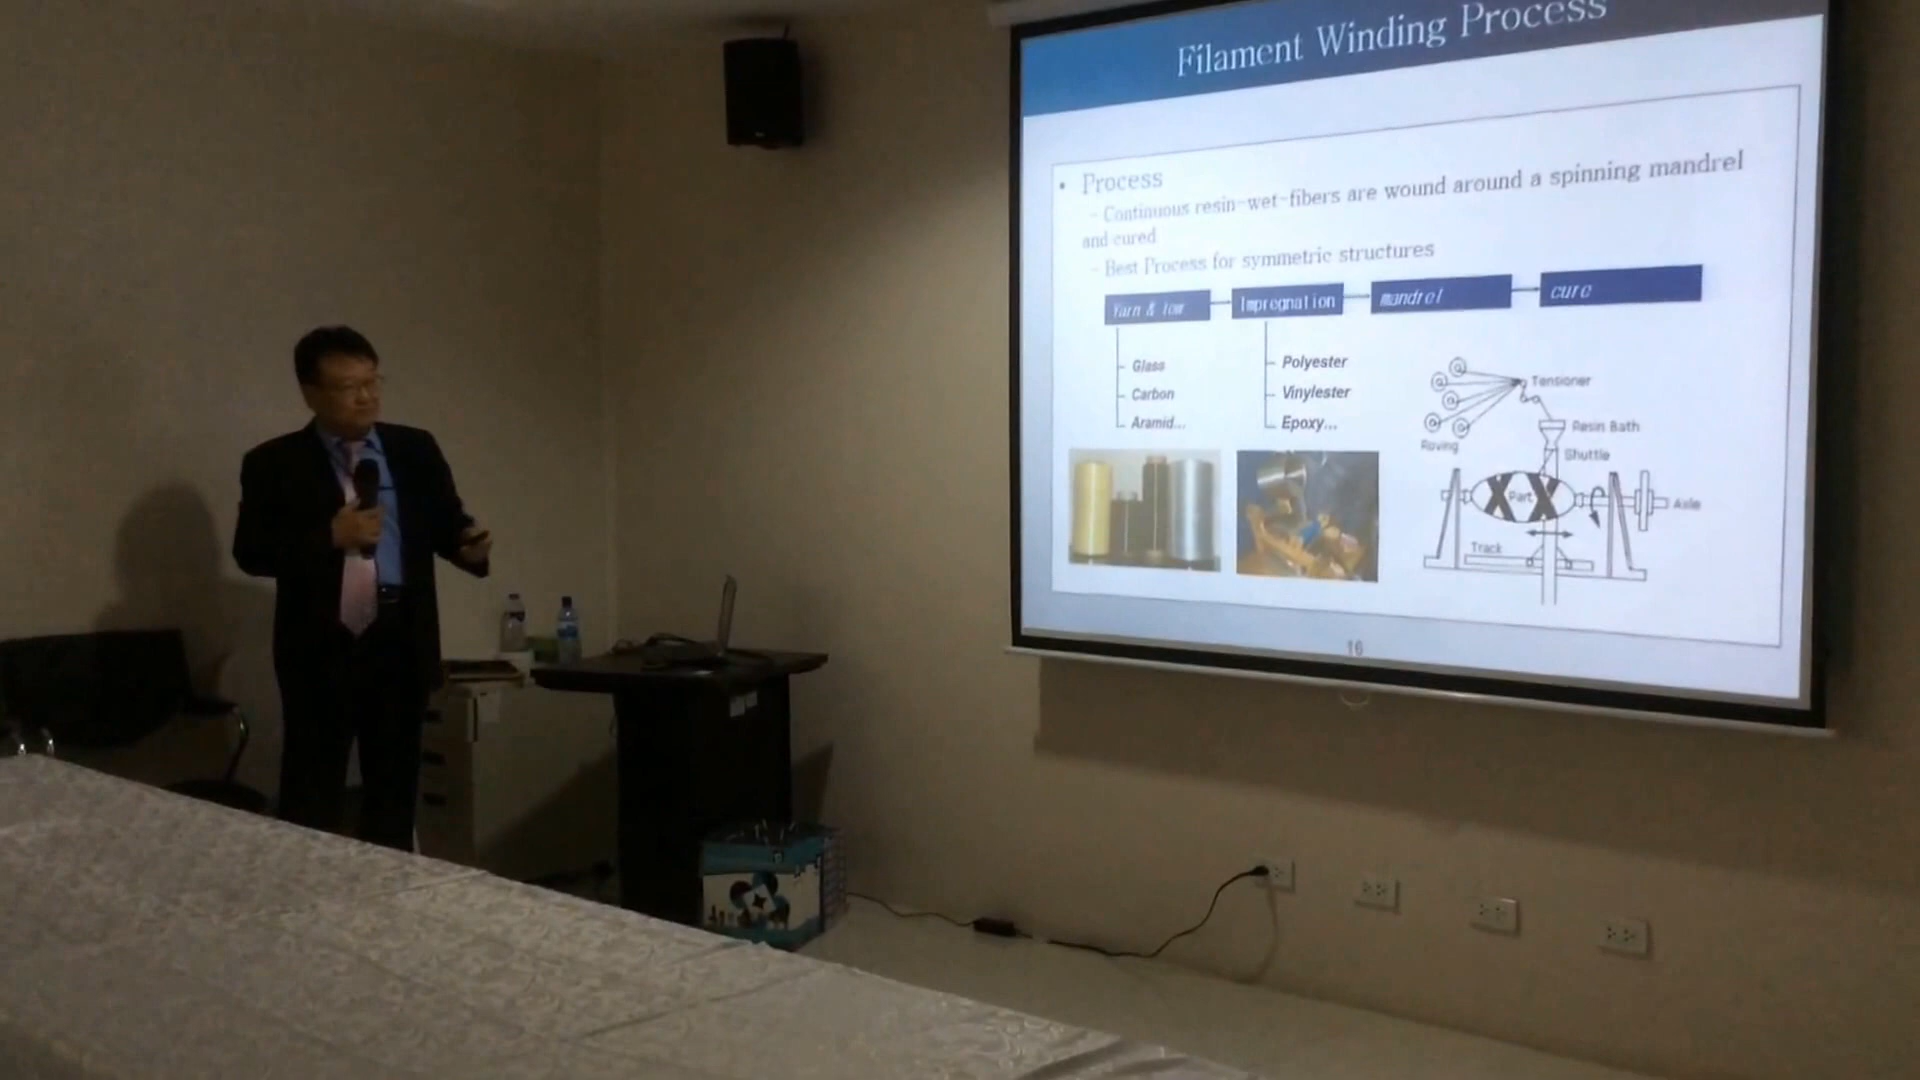 Filament Winding Process
• Process
- Continuous resin-wet-fibers are wound around a spinning mandrel
and cured
- Best Process for symmetric structures
Yarn & tow
Impregnation
mandrel
cure
Glass
Carbon
Aramid...
Polyester
Vinylester
Epoxy...
Tensioner
Resin Bath
Roving
Shuttle
Part
Axle
Track
16